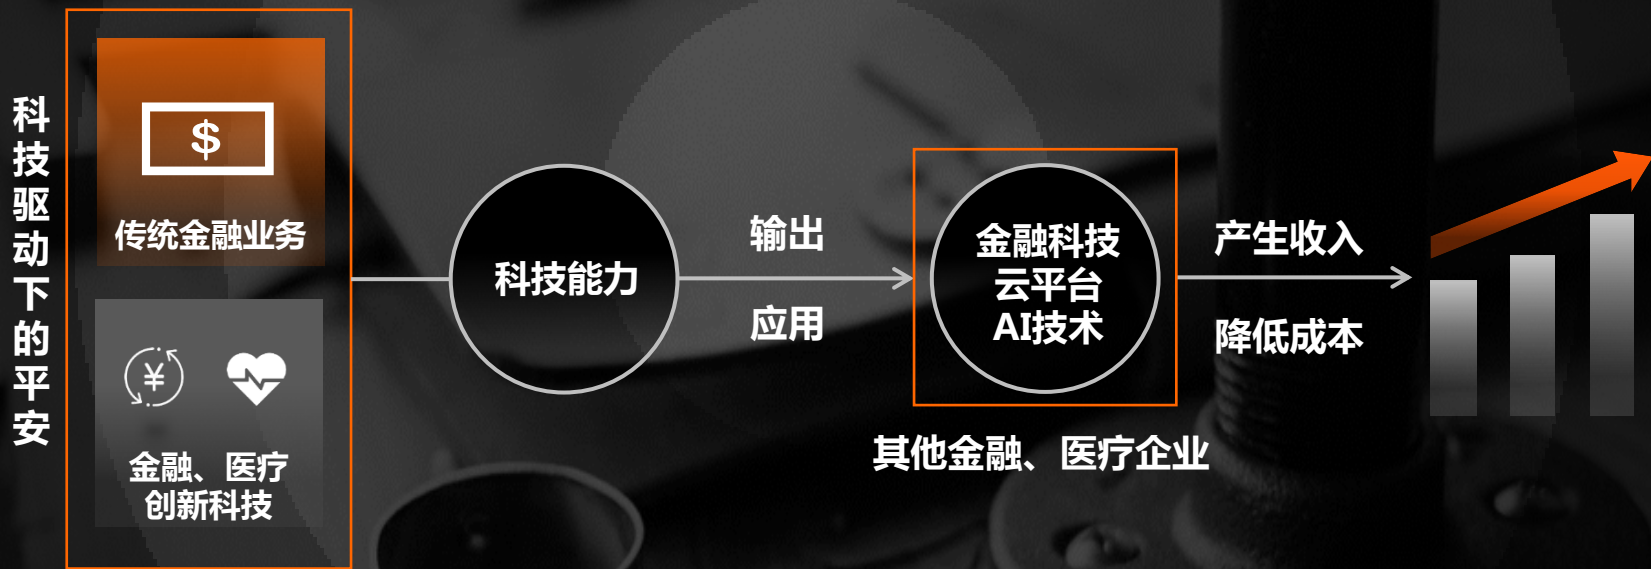 科技驱动下的平安
$
传统金融业务
¥
金融、医疗
创新科技
科技能力
输出
应用
金融科技
云平台
AI技术
其他金融、医疗企业
产生收入
降低成本